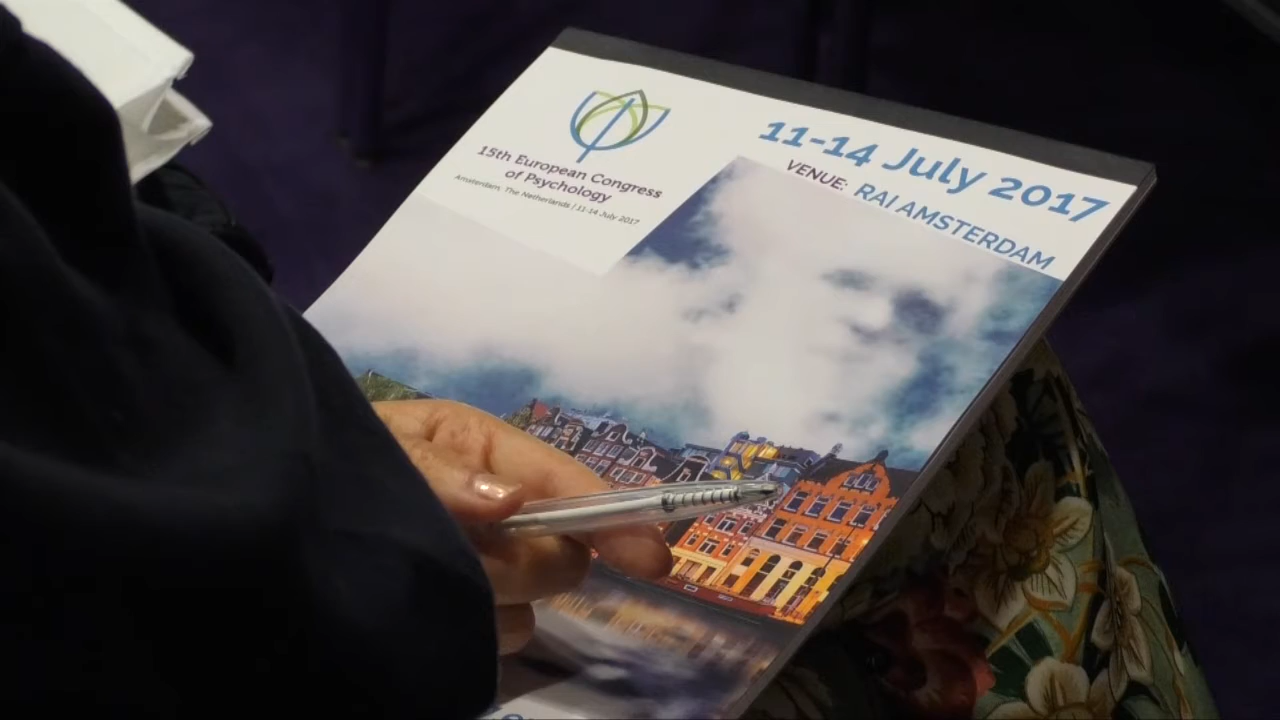 15th European Congress
of Psychology
Amsterdam, The Netherlands | 11-14 July 2017
11-14 July 2017
VENUE: RAI AMSTERDAM